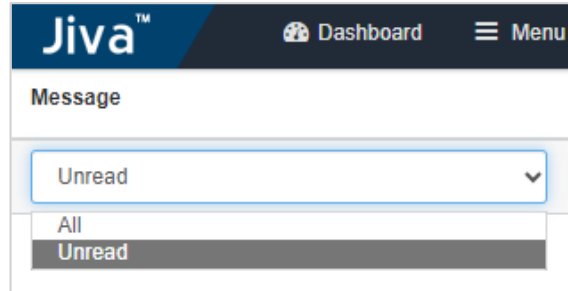 Jiva™ Dashboard Menu
Message
Unread
All
Unread